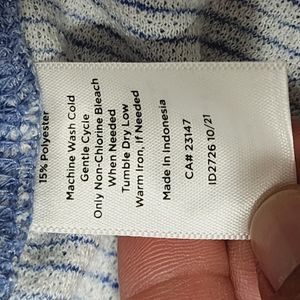 15% Polyester
Machine Wash Cold
Gentle Cycle
Only Non-Chlorine Bleach
When Needed
Tumble Dry Low
Warm Iron, If Needed
Made in Indonesia
CA# 23147
ID2726 10/21